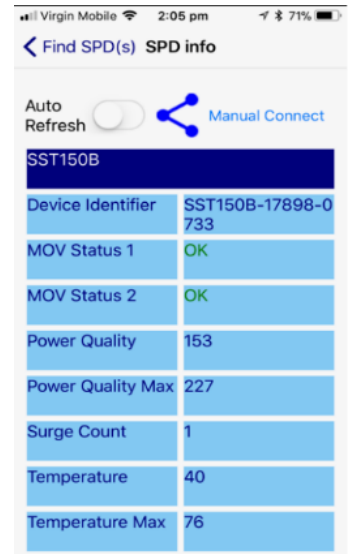 Virgin Mobile 2:05 pm 71%
Find SPD(s) SPD info
Auto
Refresh
Manual Connect
SST150B
Device Identifier SST150B-17898-0
733
MOV Status 1 OK
MOV Status 2 OK
Power Quality 153
Power Quality Max 227
Surge Count 1
Temperature 40
Temperature Max 76